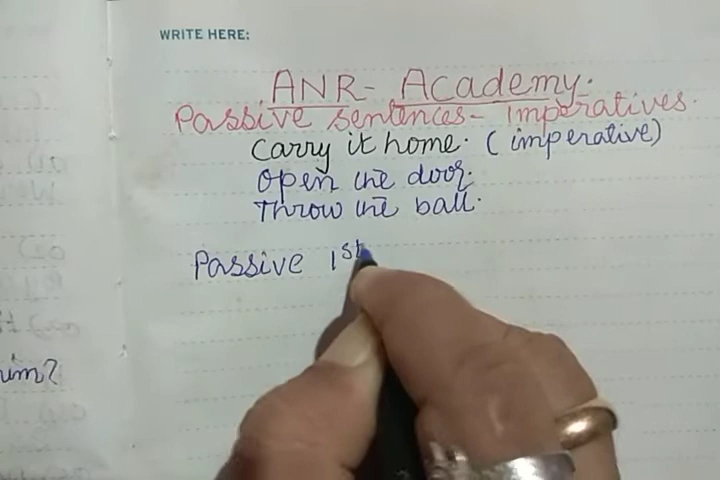 WRITE HERE:
ANR- Academy.
Passive sentences- imperatives.
Carry it home. (imperative)
Open the door.
Throw the ball.
Passive 1st
uim?